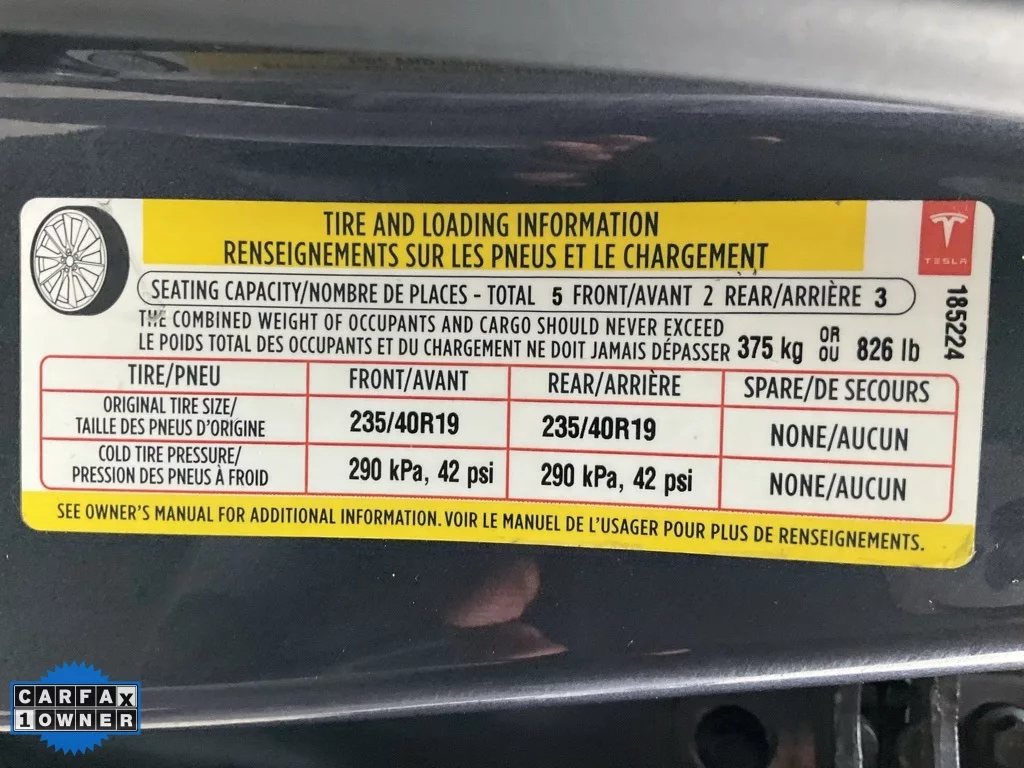 TIRE AND LOADING INFORMATION
RENSEIGNEMENTS SUR LES PNEUS ET LE CHARGEMENT
TESLA
SEATING CAPACITY/NOMBRE DE PLACES - TOTAL 5 FRONT/AVANT 2 REAR/ARRIÈRE 3
185224
THE COMBINED WEIGHT OF OCCUPANTS AND CARGO SHOULD NEVER EXCEED
LE POIDS TOTAL DES OCCUPANTS ET DU CHARGEMENT NE DOIT JAMAIS DÉPASSER 375 kg OR OU 826 lb
TIRE/PNEU FRONT/AVANT REAR/ARRIÈRE SPARE/DE SECOURS
ORIGINAL TIRE SIZE/
TAILLE DES PNEUS D'ORIGINE 235/40R19 235/40R19 NONE/AUCUN
COLD TIRE PRESSURE/
PRESSION DES PNEUS À FROID 290 kPa, 42 psi 290 kPa, 42 psi NONE/AUCUN
SEE OWNER'S MANUAL FOR ADDITIONAL INFORMATION. VOIR LE MANUEL DE L'USAGER POUR PLUS DE RENSEIGNEMENTS.
CARFAX
1 OWNER